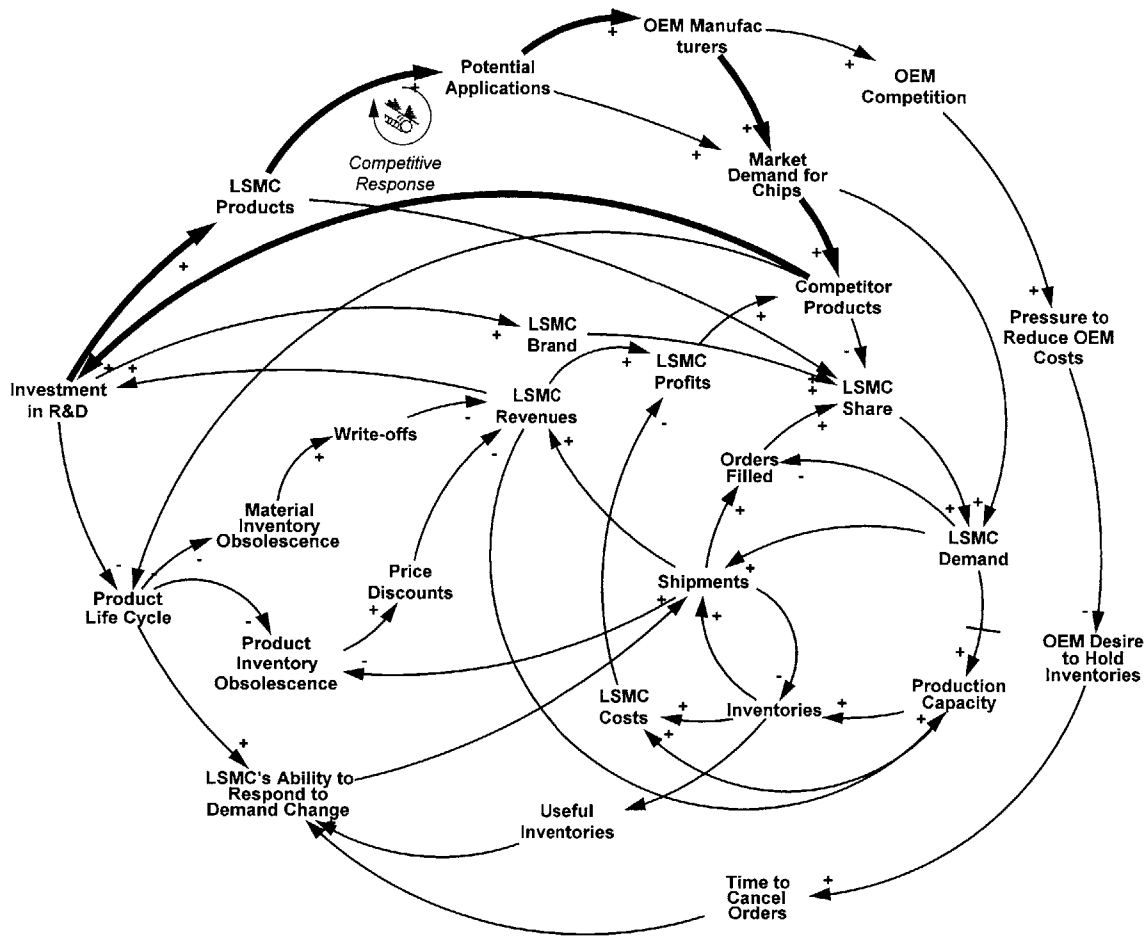 OEM Manufac
turers
Potential
Applications
OEM
Competition
Competitive
Response
Market
Demand for
Chips
LSMC
Products
Competitor
Products
Pressure to
Reduce OEM
Costs
LSMC
Brand
LSMC
Profits
Investment
in R&D
LSMC
Revenues
LSMC
Share
Write-offs
Orders
Filled
Material
Inventory
Obsolescence
LSMC
Demand
Price
Discounts
Shipments
Product
Life Cycle
Product
Inventory
Obsolescence
OEM Desire
to Hold
Inventories
LSMC
Costs
Inventories
Production
Capacity
LSMC's Ability to
Respond to
Demand Change
Useful
Inventories
Time to
Cancel
Orders